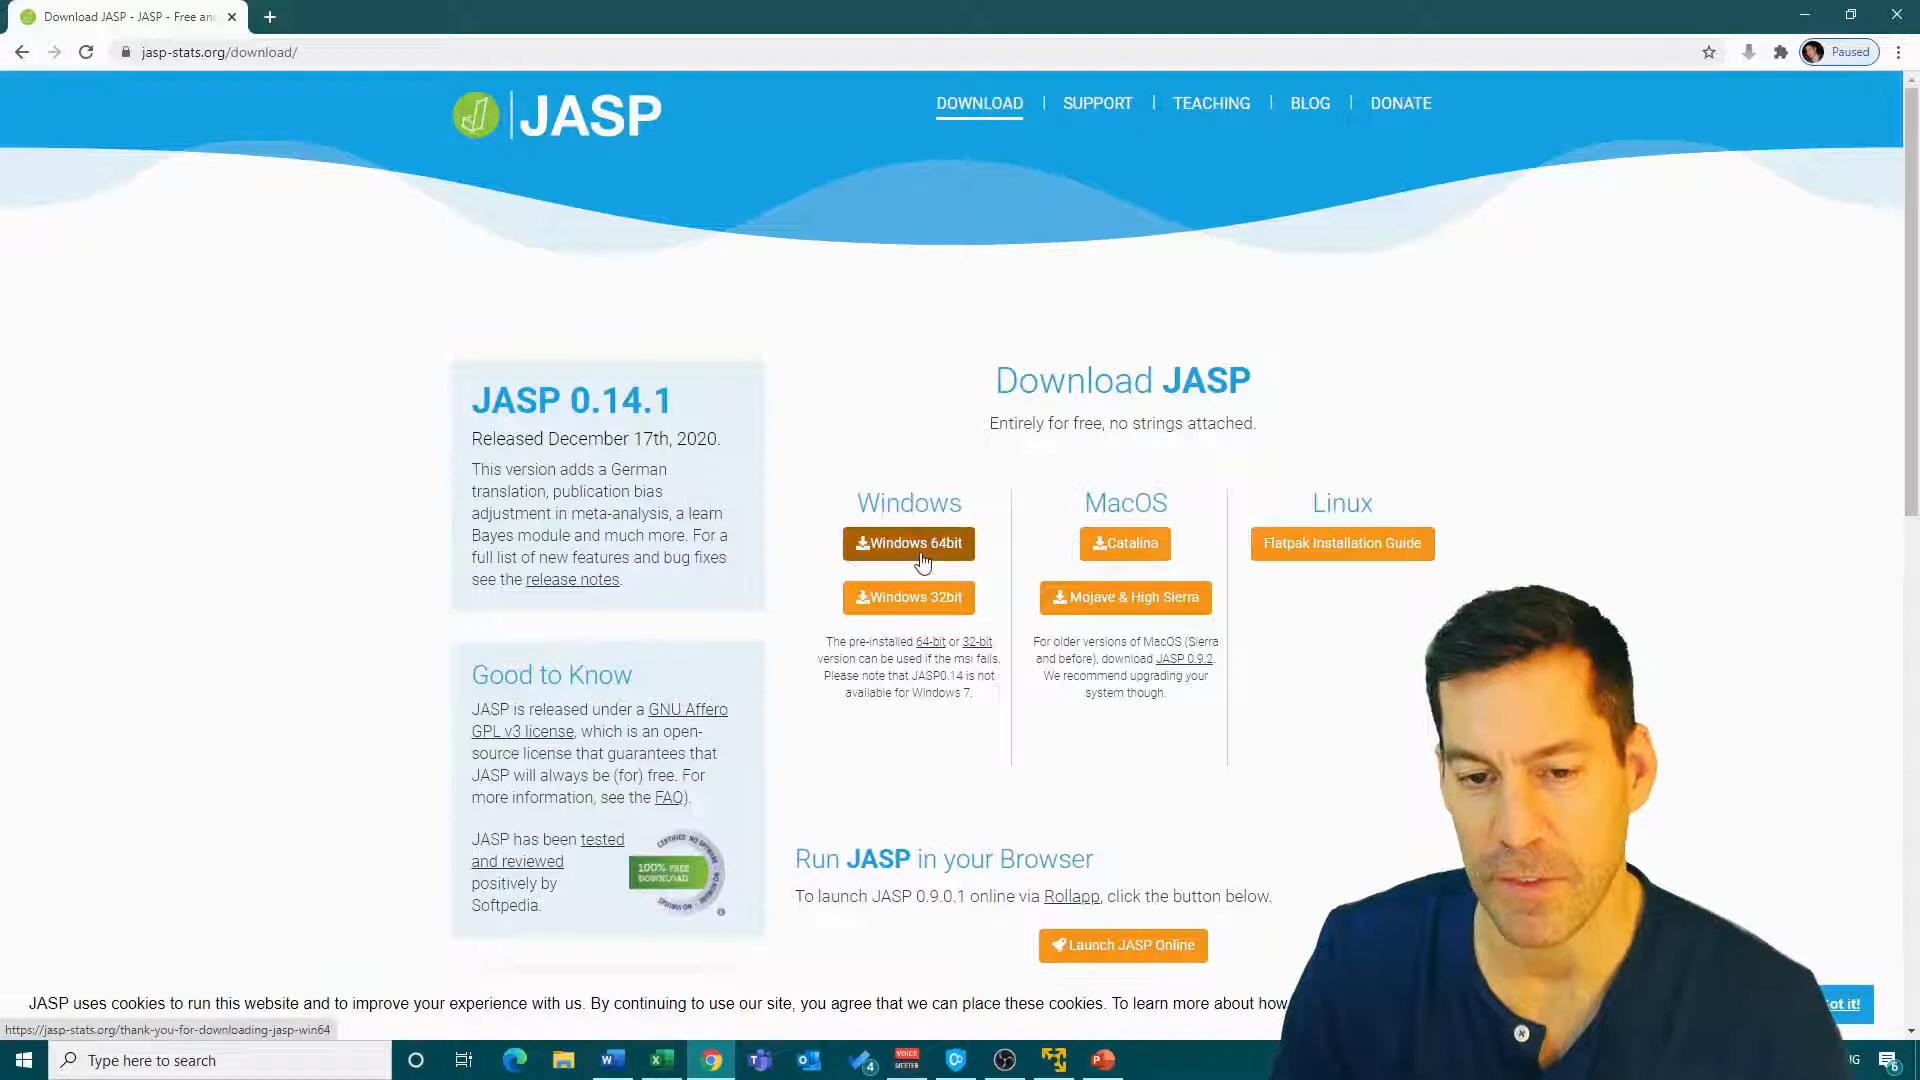 Download JASP - JASP - Free an
jasp-stats.org/download/
Paused
JASP
DOWNLOAD | SUPPORT | TEACHING | BLOG | DONATE
JASP 0.14.1
Released December 17th, 2020.
This version adds a German
translation, publication bias
adjustment in meta-analysis, a learn
Bayes module and much more. For a
full list of new features and bug fixes
see the release notes.
Good to Know
JASP is released under a GNU Affero
GPL v3 license, which is an open-
source license that guarantees that
JASP will always be (for) free. For
more information, see the FAQ).
JASP has been tested
and reviewed
positively by
Softpedia.
100% FREE
DOWNLOAD
Download JASP
Entirely for free, no strings attached.
Windows
Windows 64bit
Windows 32bit
The pre-installed 64-bit or 32-bit
version can be used if the msi fails.
Please note that JASP0.14 is not
available for Windows 7.
MacOS
Catalina
Mojave & High Sierra
For older versions of MacOS (Sierra
and before), download JASP 0.9.2.
We recommend upgrading your
system though.
Linux
Flatpak Installation Guide
Run JASP in your Browser
To launch JASP 0.9.0.1 online via Rollapp, click the button below.
Launch JASP Online
JASP uses cookies to run this website and to improve your experience with us. By continuing to use our site, you agree that we can place these cookies. To learn more about how
ot it!
https://jasp-stats.org/thank-you-for-downloading-jasp-win64
Type here to search
4
VOICE
MEETER
6